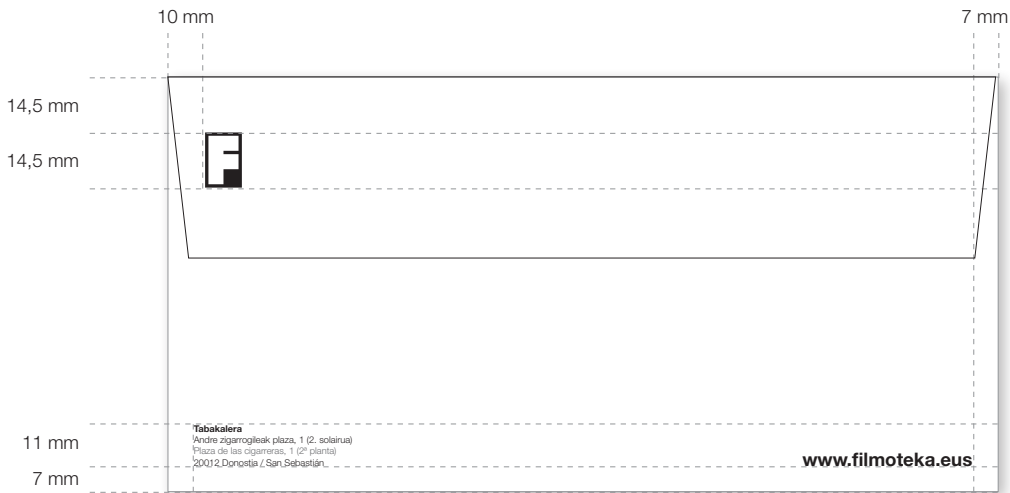 10 mm
7 mm
14,5 mm
14,5 mm
F
11 mm
7 mm
Tabakalera
Andre zigarrogileak plaza, 1 (2. solairua)
Plaza de las cigarreras, 1 (2ª planta)
20012 Donostia / San Sebastián
www.filmoteka.eus